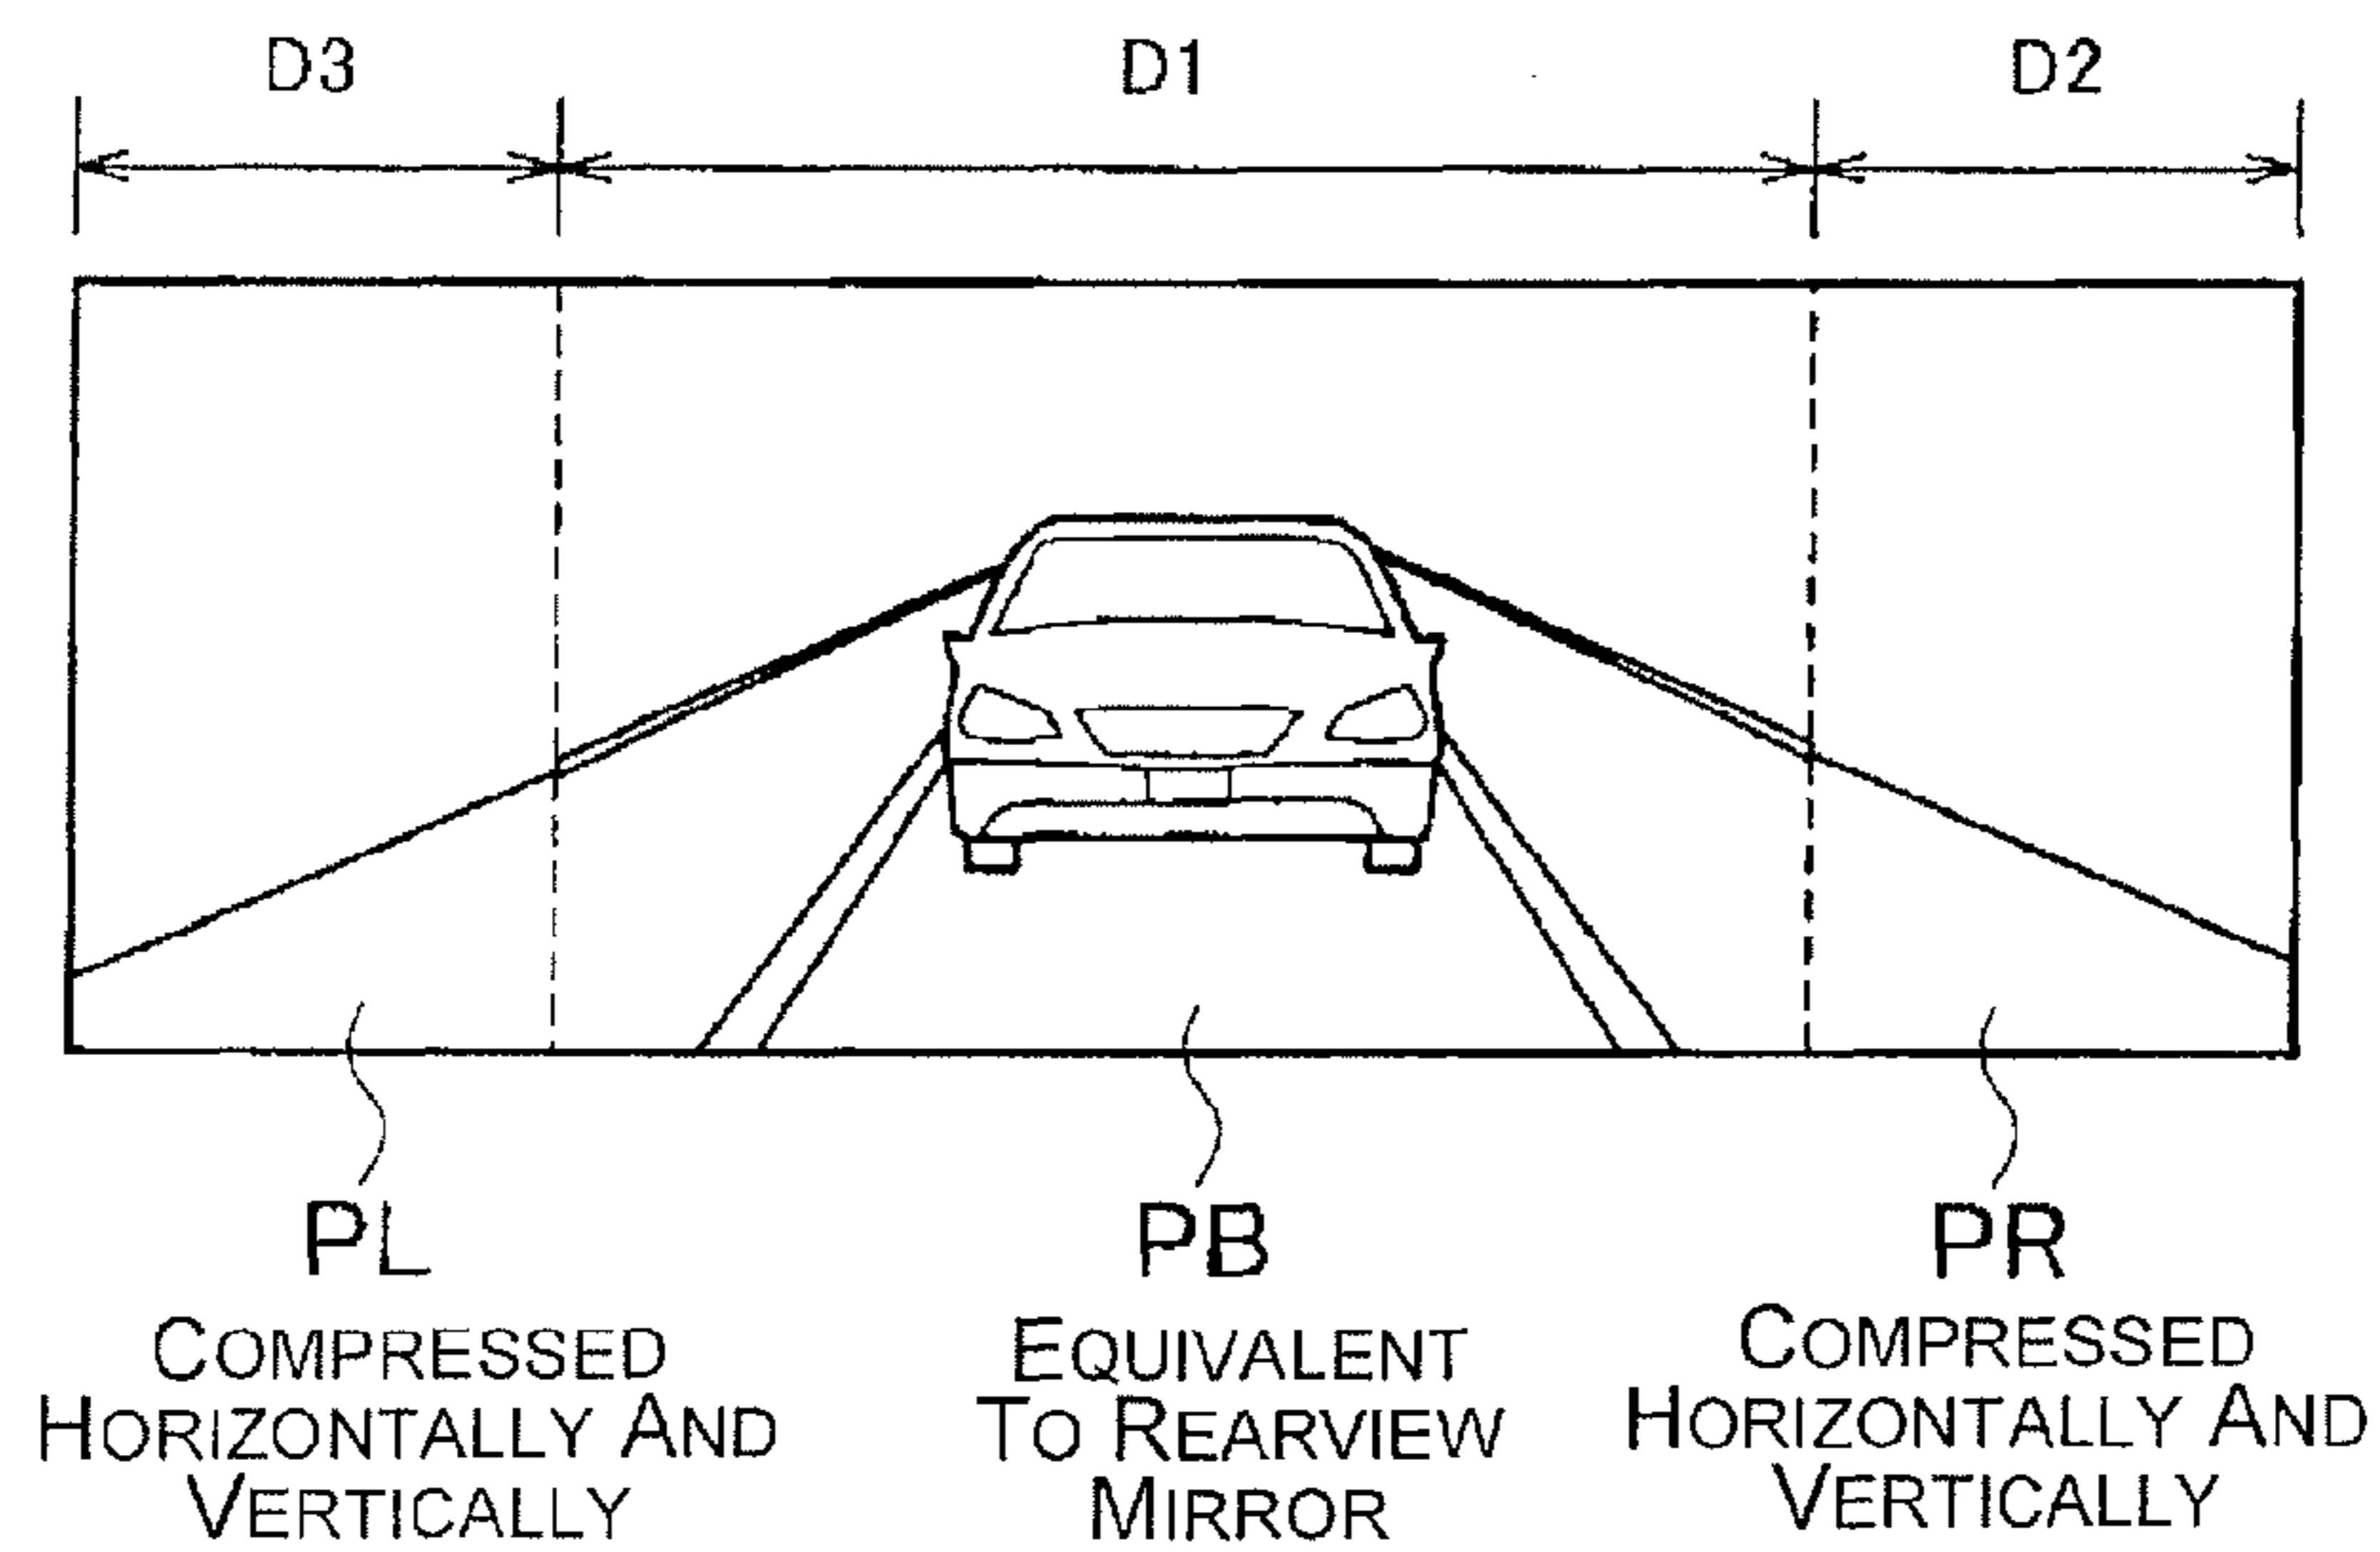 D3 D1 D2
PL PB PR
COMPRESSED HORIZONTALLY AND VERTICALLY
EQUIVALENT TO REARVIEW MIRROR
COMPRESSED HORIZONTALLY AND VERTICALLY